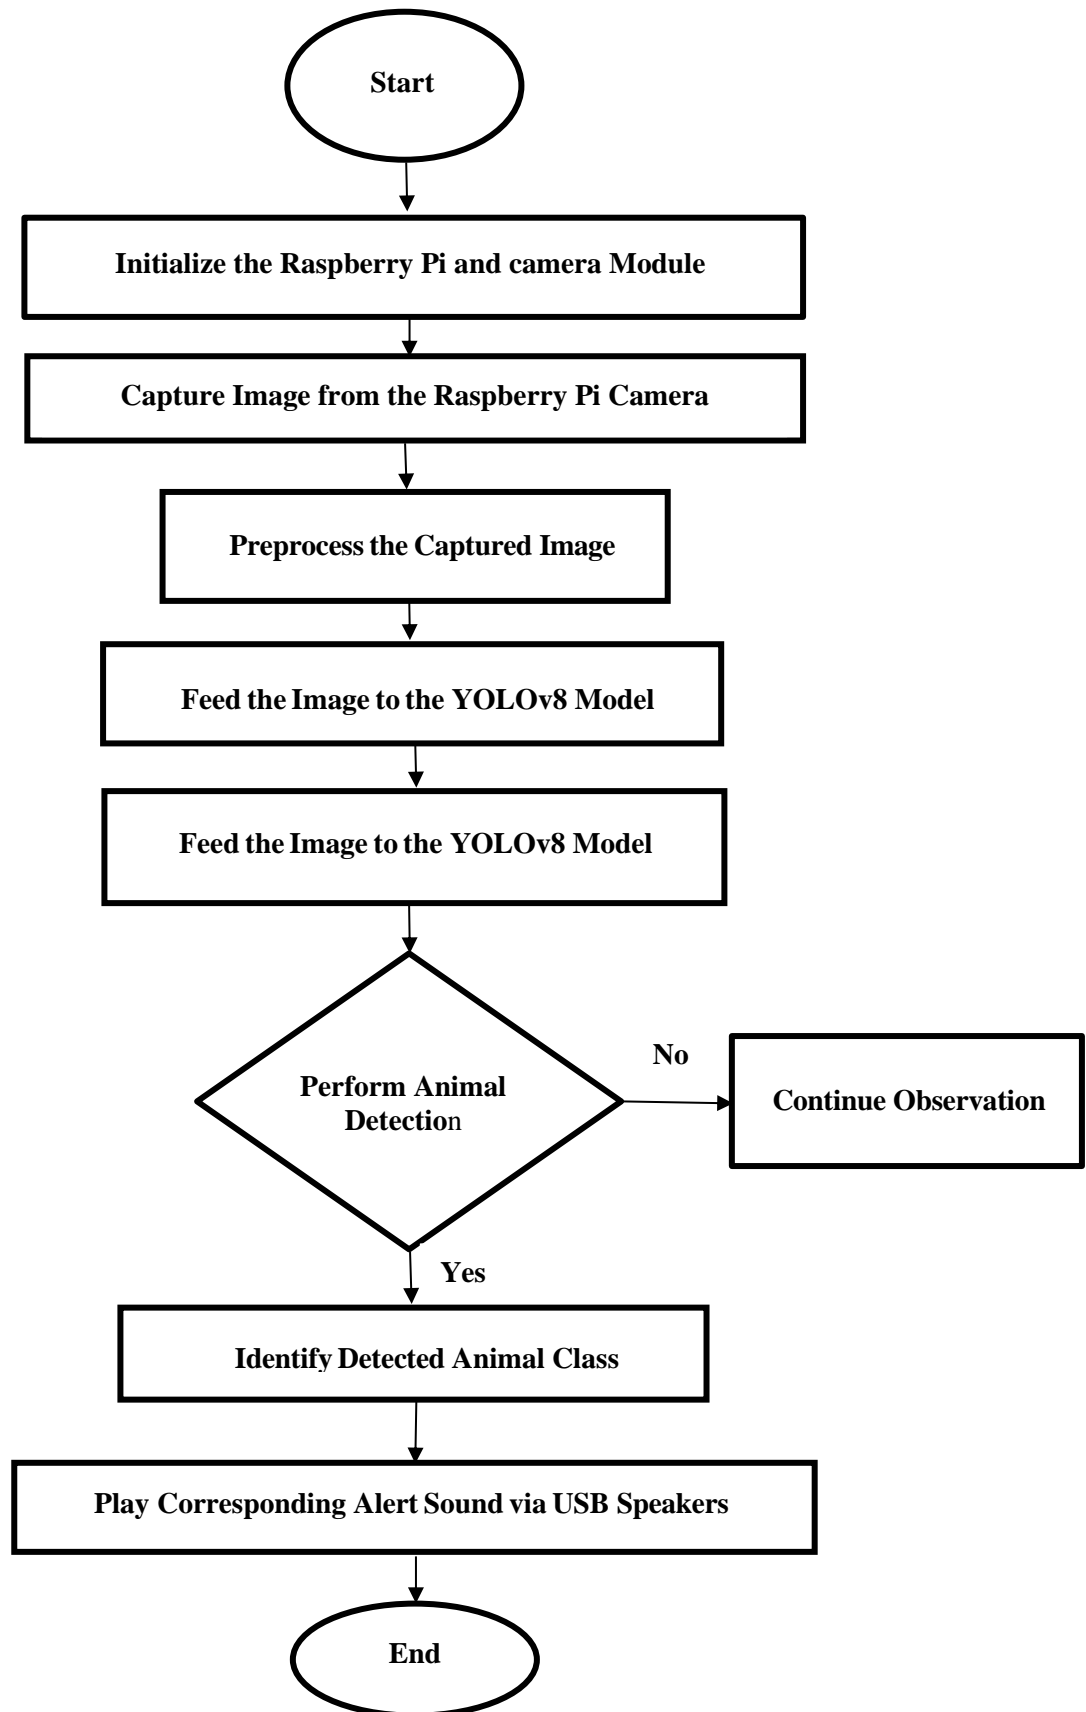 Start
Initialize the Raspberry Pi and camera Module
Capture Image from the Raspberry Pi Camera
Preprocess the Captured Image
Feed the Image to the YOLOv8 Model
Feed the Image to the YOLOv8 Model
Perform Animal
Detection
No
Continue Observation
Yes
Identify Detected Animal Class
Play Corresponding Alert Sound via USB Speakers
End